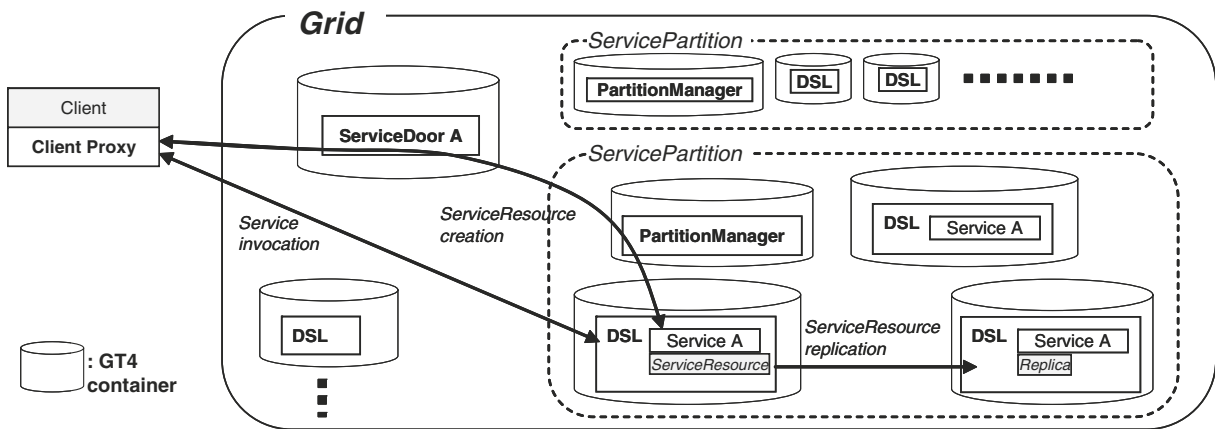 Grid
ServicePartition
PartitionManager
DSL
DSL
Client
Client Proxy
ServiceDoor A
ServicePartition
Service
invocation
ServiceResource
creation
PartitionManager
DSL
Service A
DSL
DSL
Service A
ServiceResource
ServiceResource
replication
DSL
Service A
Replica
: GT4
container